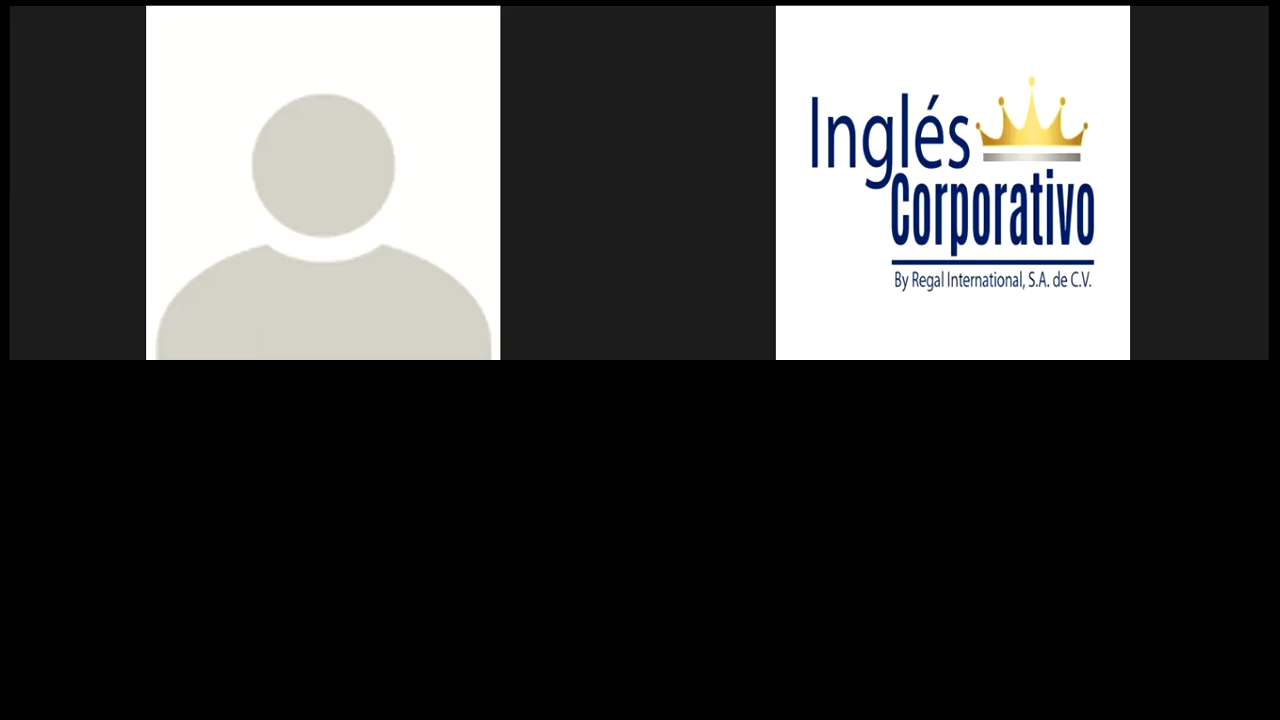 Inglés
Corporativo
By Regal International, S.A. de C.V.